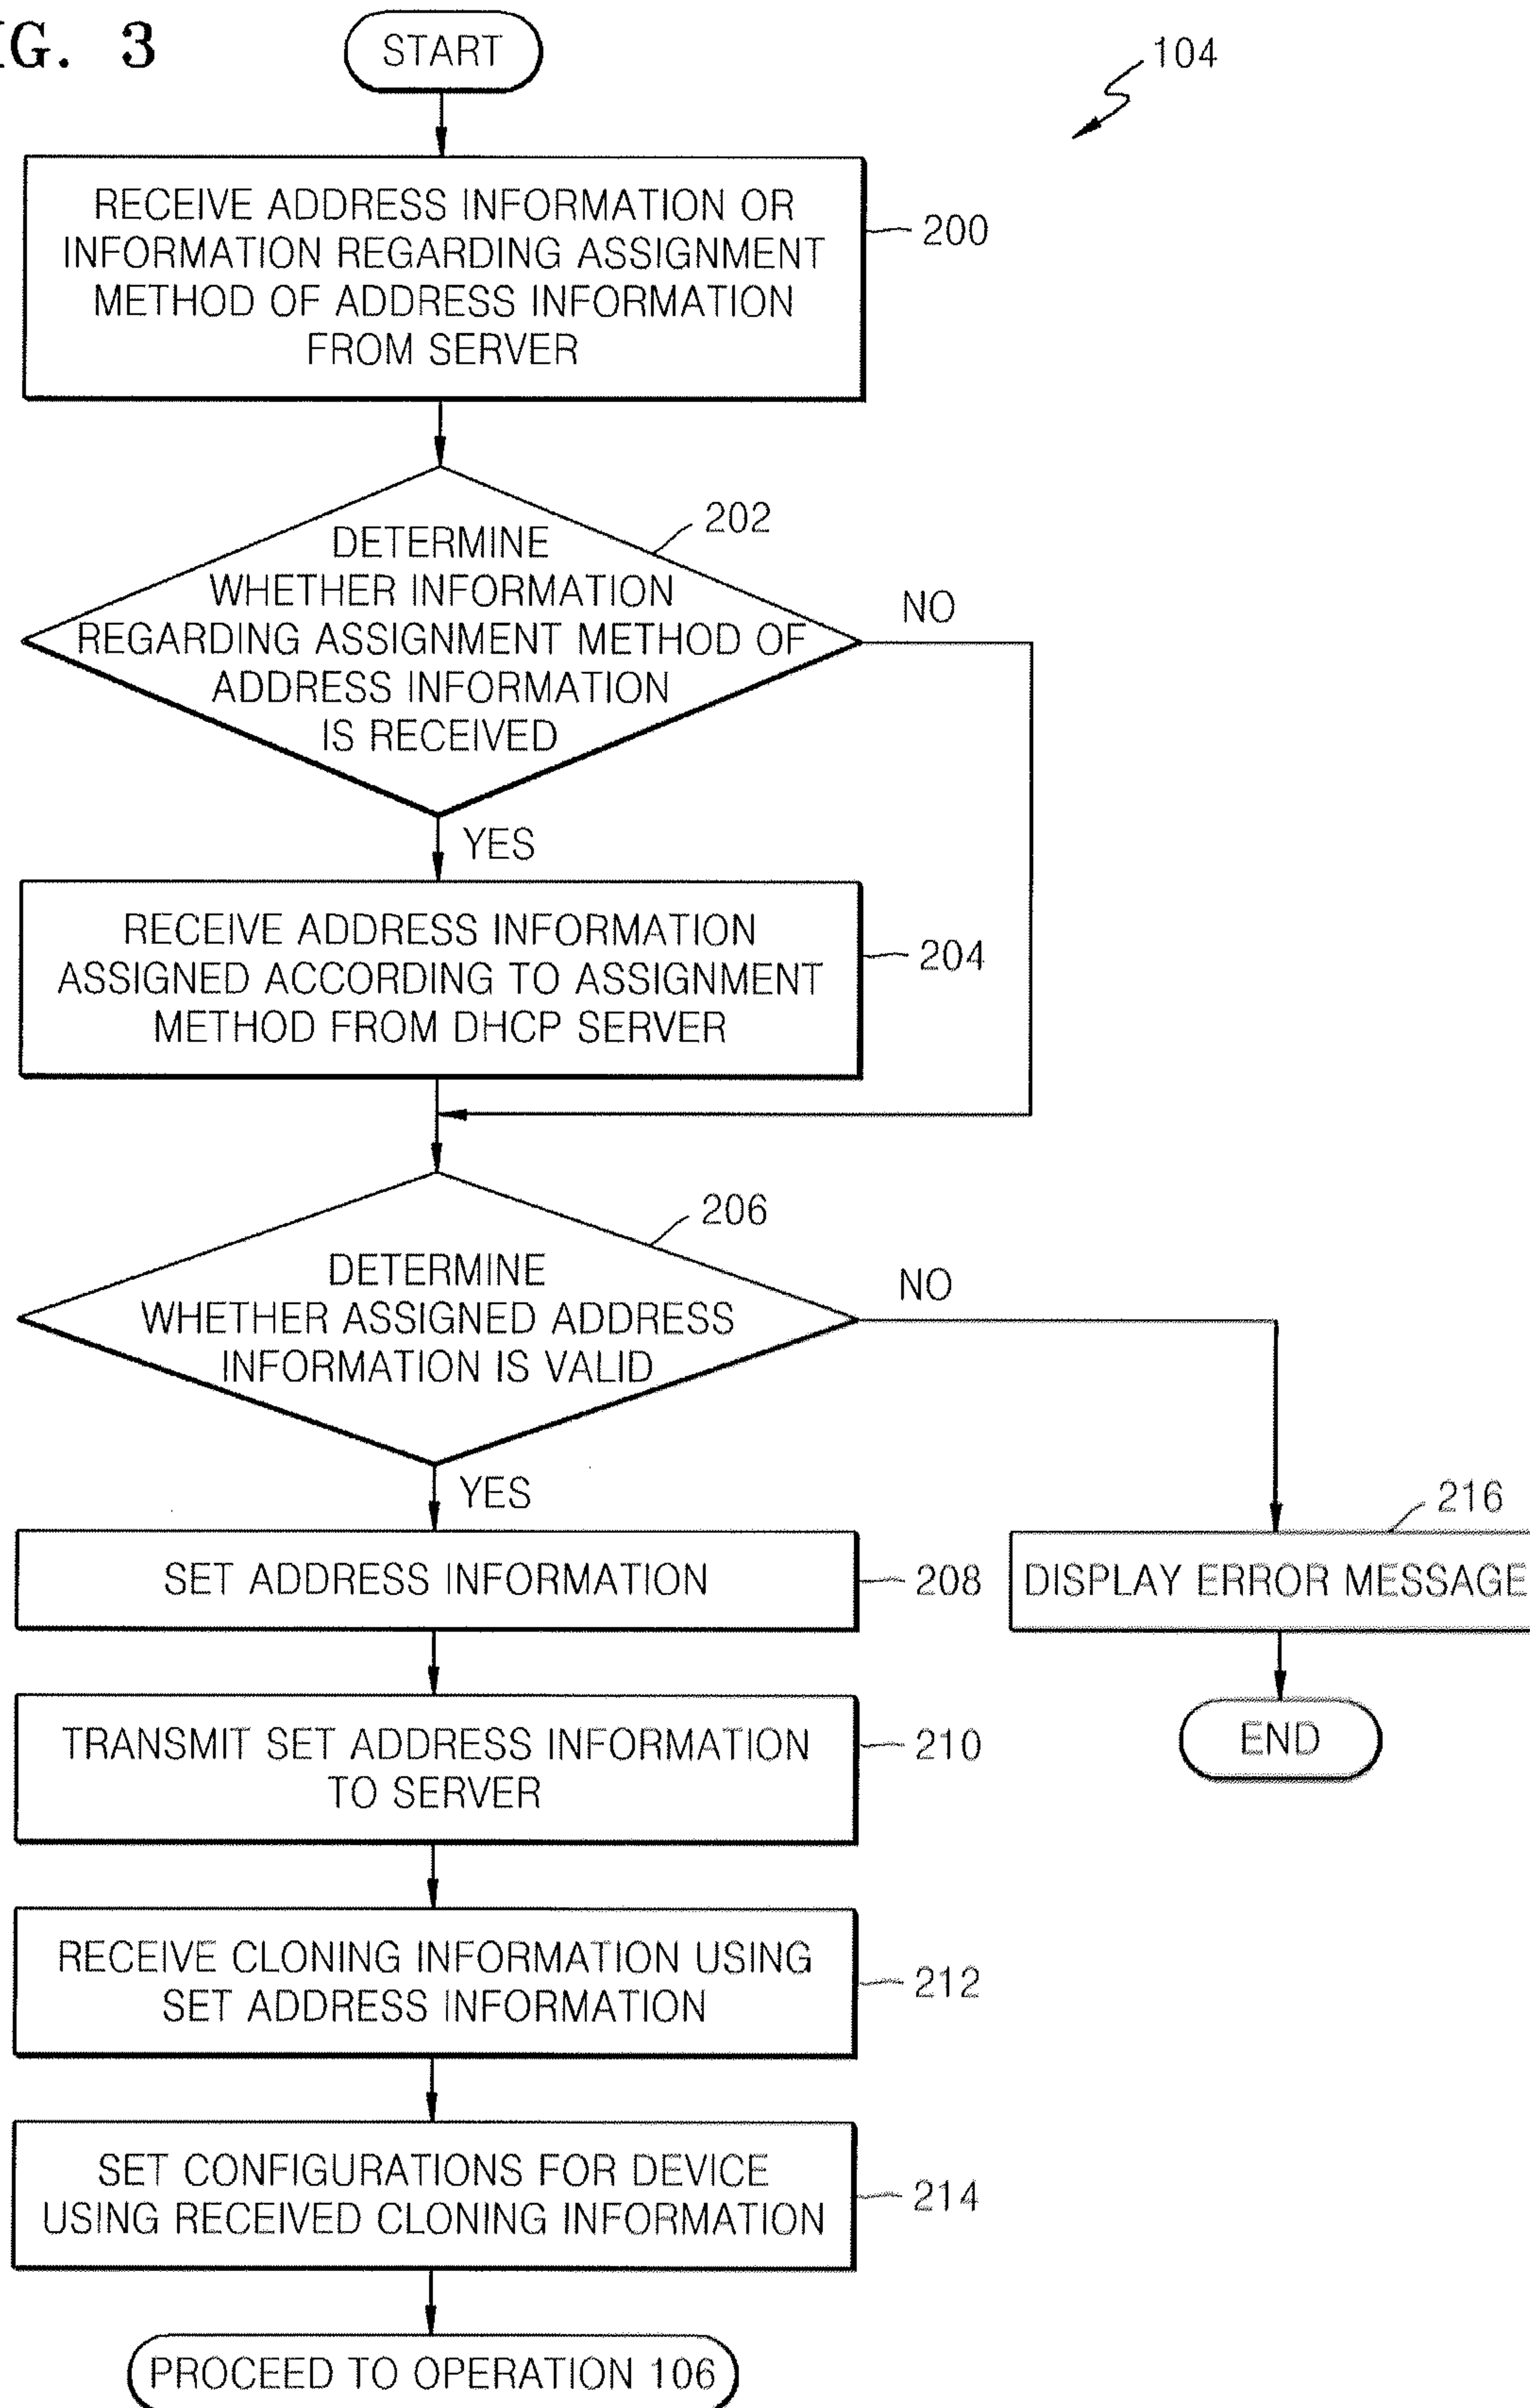 IG. 3
START
104
RECEIVE ADDRESS INFORMATION OR
INFORMATION REGARDING ASSIGNMENT
METHOD OF ADDRESS INFORMATION
FROM SERVER
200
202
DETERMINE
WHETHER INFORMATION
REGARDING ASSIGNMENT METHOD OF
ADDRESS INFORMATION
IS RECEIVED
NO
YES
RECEIVE ADDRESS INFORMATION
ASSIGNED ACCORDING TO ASSIGNMENT
METHOD FROM DHCP SERVER
204
206
DETERMINE
WHETHER ASSIGNED ADDRESS
INFORMATION IS VALID
NO
YES
216
SET ADDRESS INFORMATION
208
DISPLAY ERROR MESSAGE
TRANSMIT SET ADDRESS INFORMATION
TO SERVER
210
END
RECEIVE CLONING INFORMATION USING
SET ADDRESS INFORMATION
212
SET CONFIGURATIONS FOR DEVICE
USING RECEIVED CLONING INFORMATION
214
PROCEED TO OPERATION 106